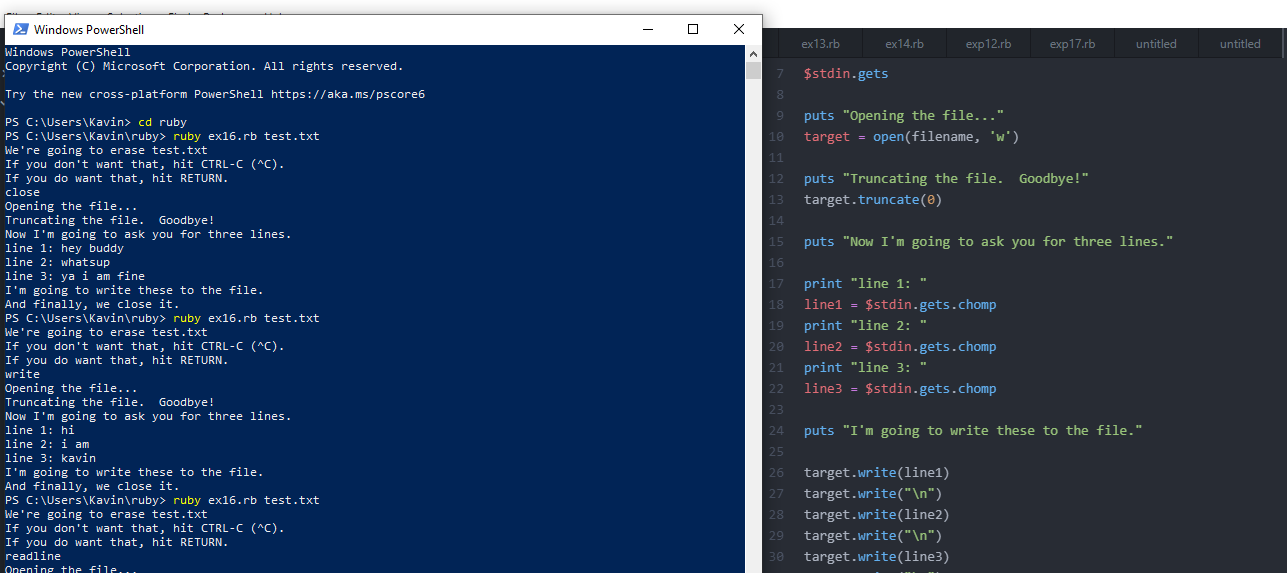 Windows PowerShell
Windows PowerShell
Copyright (C) Microsoft Corporation. All rights reserved.
Try the new cross-platform PowerShell https://aka.ms/pscore6
PS C:\Users\Kavin> cd ruby
PS C:\Users\Kavin\ruby> ruby ex16.rb test.txt
We're going to erase test.txt
If you don't want that, hit CTRL-C (^C).
If you do want that, hit RETURN.
close
Opening the file...
Truncating the file.  Goodbye!
Now I'm going to ask you for three lines.
line 1: hey buddy
line 2: whatsup
line 3: ya i am fine
I'm going to write these to the file.
And finally, we close it.
PS C:\Users\Kavin\ruby> ruby ex16.rb test.txt
We're going to erase test.txt
If you don't want that, hit CTRL-C (^C).
If you do want that, hit RETURN.
write
Opening the file...
Truncating the file.  Goodbye!
Now I'm going to ask you for three lines.
line 1: hi
line 2: i am
line 3: kavin
I'm going to write these to the file.
And finally, we close it.
PS C:\Users\Kavin\ruby> ruby ex16.rb test.txt
We're going to erase test.txt
If you don't want that, hit CTRL-C (^C).
If you do want that, hit RETURN.
readline
Opening the file...
ex13.rb ex14.rb exp12.rb exp17.rb untitled untitled
7 $stdin.gets
8
9 puts "Opening the file..."
10 target = open(filename, 'w')
11
12 puts "Truncating the file.  Goodbye!"
13 target.truncate(0)
14
15 puts "Now I'm going to ask you for three lines."
16
17 print "line 1: "
18 line1 = $stdin.gets.chomp
19 print "line 2: "
20 line2 = $stdin.gets.chomp
21 print "line 3: "
22 line3 = $stdin.gets.chomp
23
24 puts "I'm going to write these to the file."
25
26 target.write(line1)
27 target.write("\n")
28 target.write(line2)
29 target.write("\n")
30 target.write(line3)